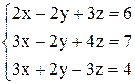 2x − 2y + 3z = 6
3x − 2y + 4z = 7
3x + 2y − 3z = 4